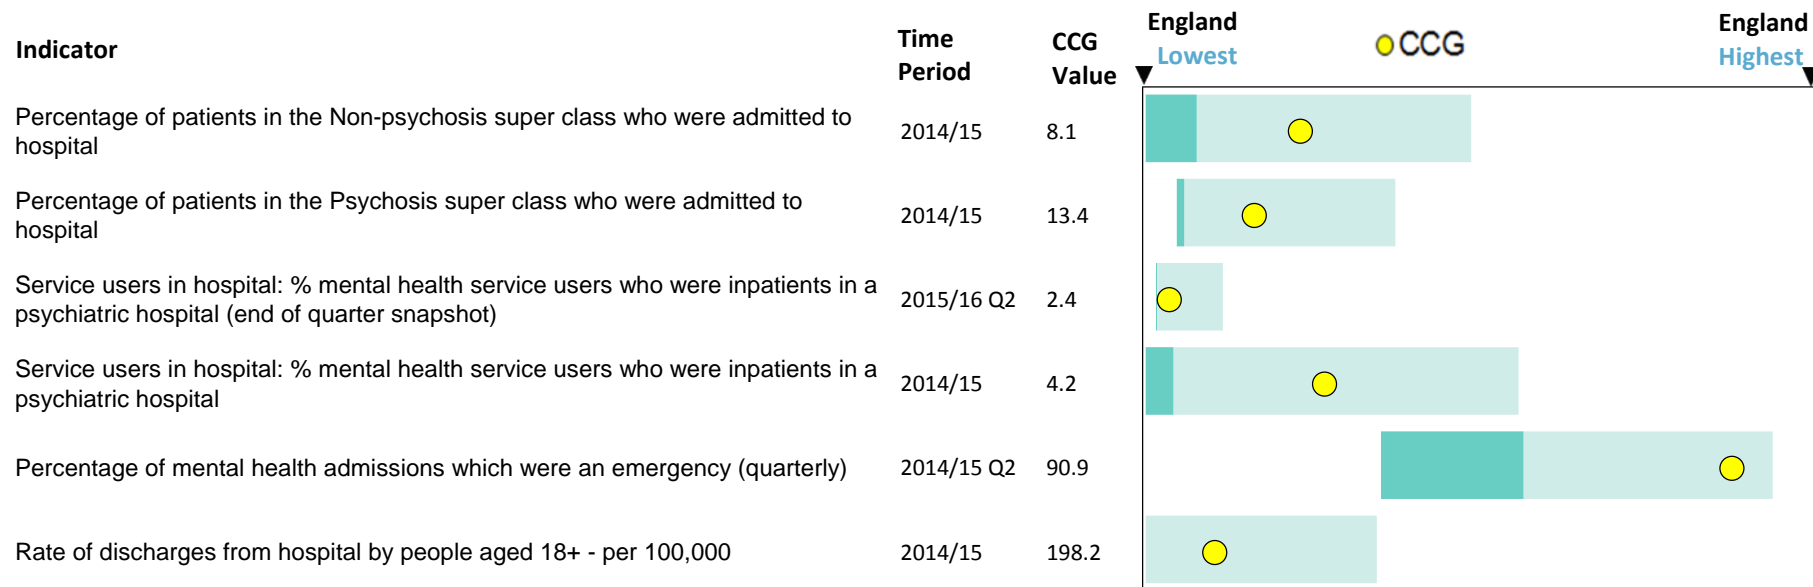 Indicator
Time Period
CCG Value
England Lowest
CCG
England Highest
Percentage of patients in the Non-psychosis super class who were admitted to
hospital
2014/15 8.1
Percentage of patients in the Psychosis super class who were admitted to
hospital
2014/15 13.4
Service users in hospital: % mental health service users who were inpatients in a
psychiatric hospital (end of quarter snapshot)
2015/16 Q2 2.4
Service users in hospital: % mental health service users who were inpatients in a
psychiatric hospital
2014/15 4.2
Percentage of mental health admissions which were an emergency (quarterly) 2014/15 Q2 90.9
Rate of discharges from hospital by people aged 18+ - per 100,000 2014/15 198.2